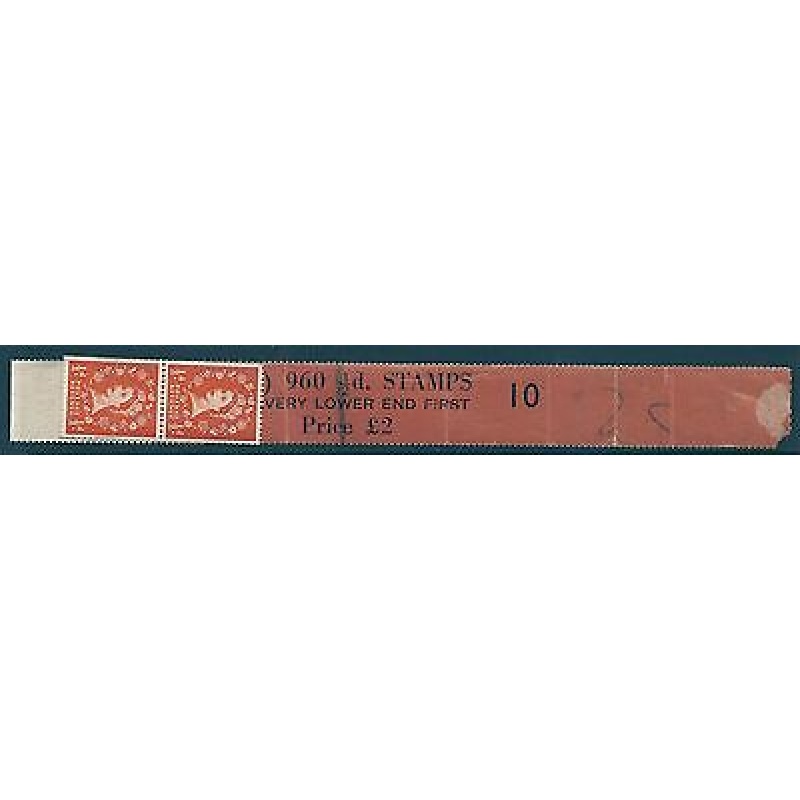 ) 960 ½d. STAMPS
VERY LOWER END FIRST
Price £2
10